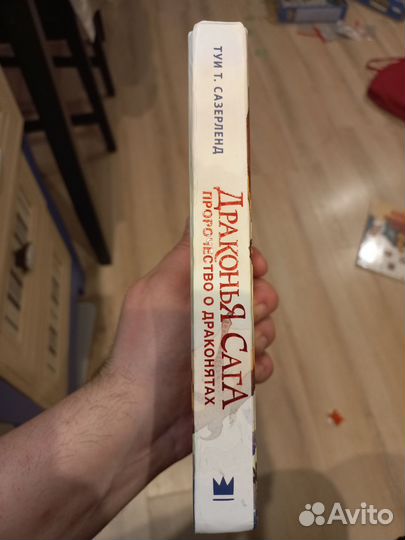 ТУИ Т. САЗЕРЛЕНД
ДРАКОНЬЯ САГА
ПРОРОЧЕСТВО О ДРАКОНЯТАХ
Avito